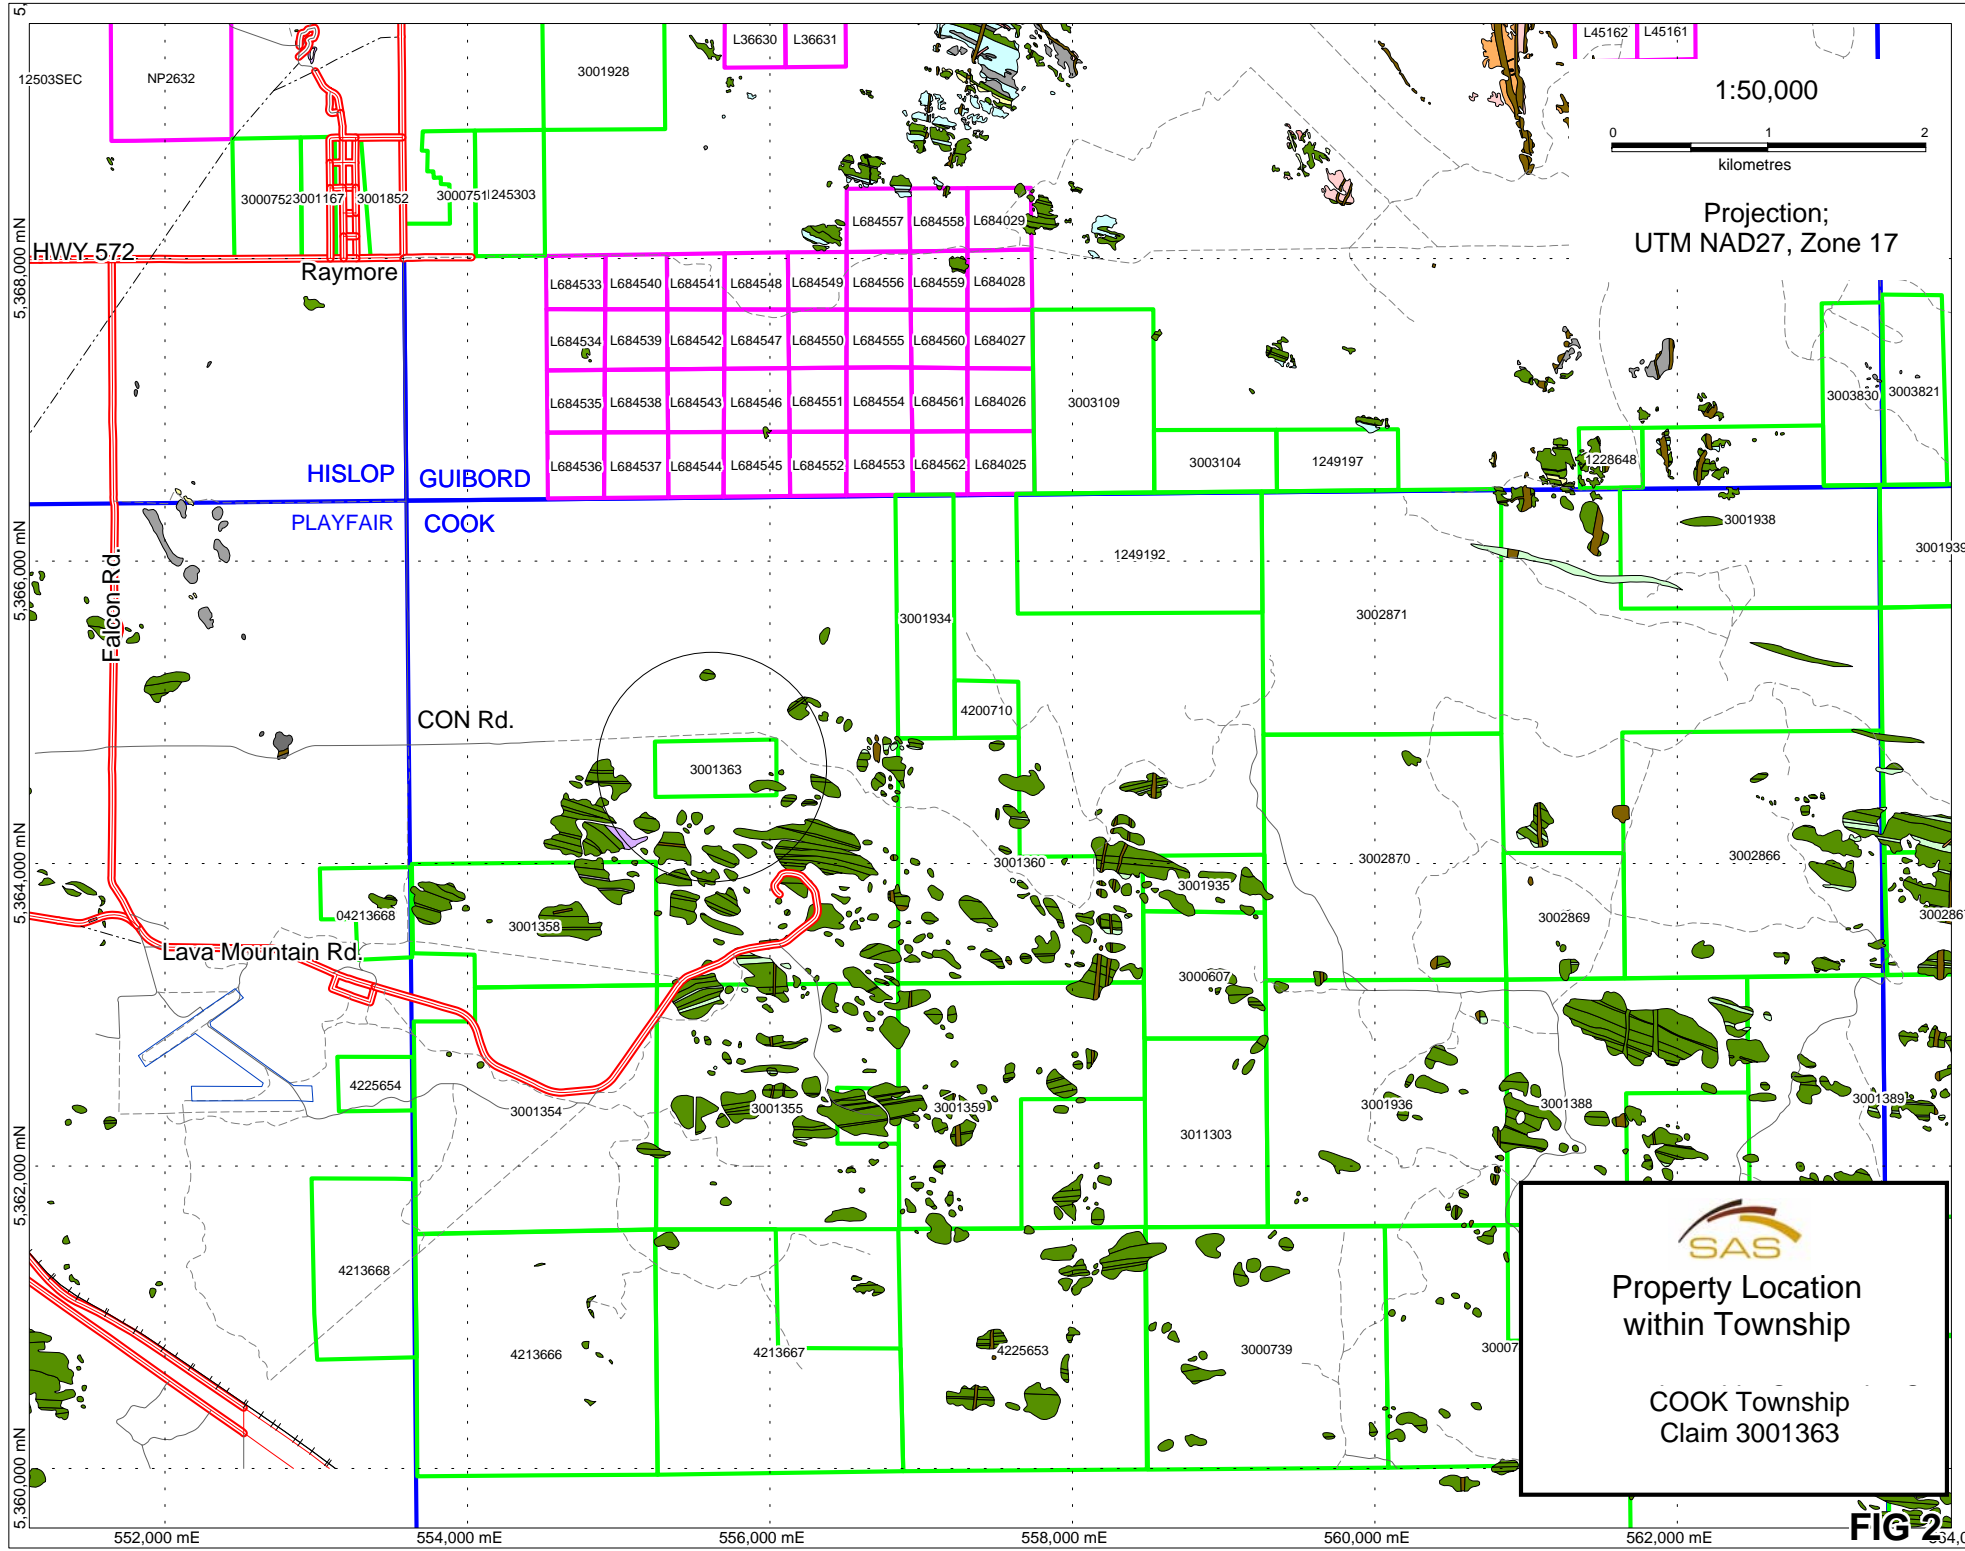 L36630
L36631
L45162
L45161
12503SEC
NP2632
3001928
1:50,000
0
1
2
kilometres
3000752
3001167
3001852
3000751
1245303
Projection;
UTM NAD27, Zone 17
L684557
L684558
L684029
HWY 572
Raymore
5,368,000 mN
L684533
L684540
L684541
L684548
L684549
L684556
L684559
L684028
L684534
L684539
L684542
L684547
L684550
L684555
L684560
L684027
L684535
L684538
L684543
L684546
L684551
L684554
L684561
L684026
3003109
3003830
3003821
L684536
L684537
L684544
L684545
L684552
L684553
L684562
L684025
3003104
1249197
1228648
HISLOP
GUIBORD
PLAYFAIR
COOK
3001938
3001939
1249192
5,366,000 mN
Falcon Rd.
3001934
3002871
4200710
CON Rd.
3001363
3001360
3002870
3002866
5,364,000 mN
3001935
04213668
3001358
3002869
300286
Lava Mountain Rd.
3000607
4225654
3001354
3001355
3001359
3011303
3001936
3001388
3001389
5,362,000 mN
4213668
SAS
Property Location
within Township
4213666
4213667
4225653
3000739
30007
COOK Township
Claim 3001363
5,360,000 mN
552,000 mE
554,000 mE
556,000 mE
558,000 mE
560,000 mE
562,000 mE
FIG 2